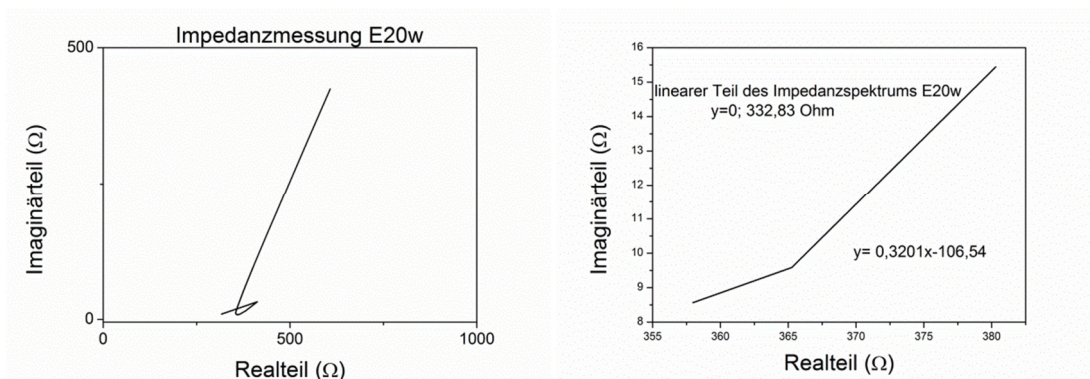 Impedanzmessung E20w
500
0
0
500
1000
Imaginärteil (Ω)
Realteil (Ω)
16
15
14
13
12
11
10
9
8
355
360
365
370
375
380
linearer Teil des Impedanzspektrums E20w
y=0; 332,83 Ohm
y= 0,3201x-106,54
Imaginärteil (Ω)
Realteil (Ω)